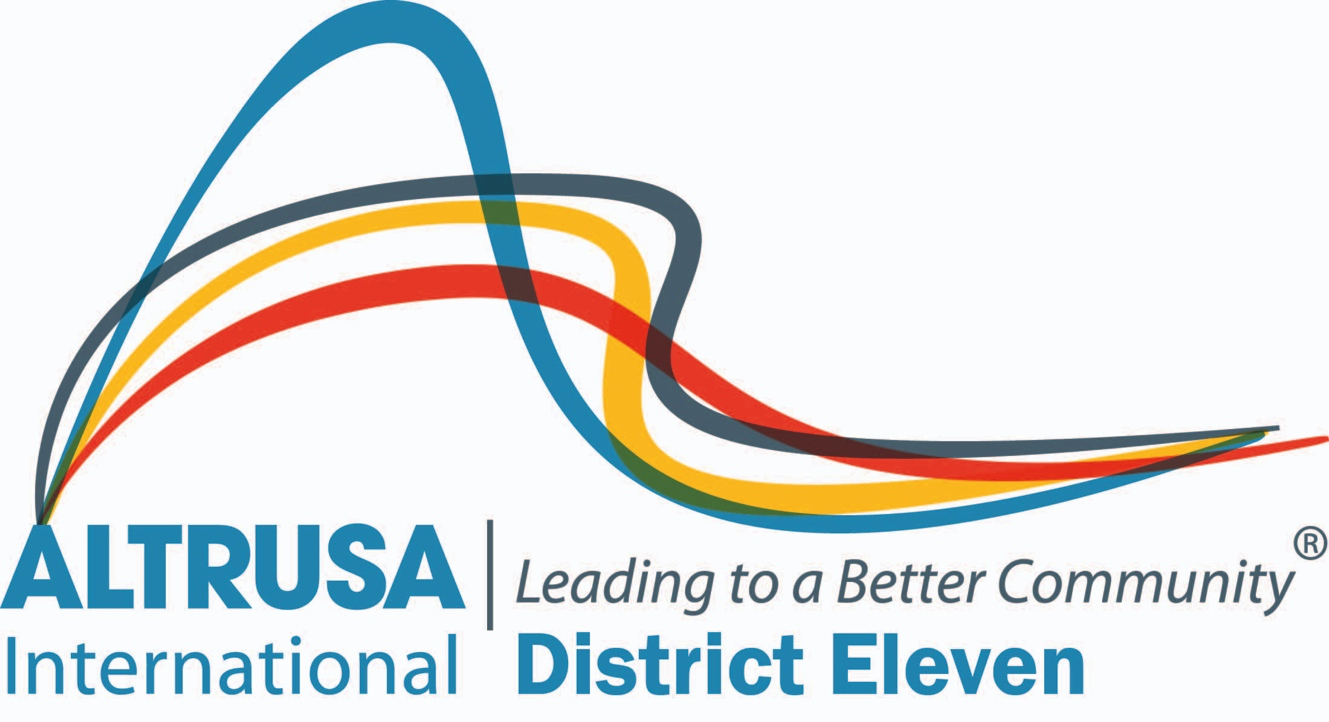 ALTRUSA
International
Leading to a Better Community®
District Eleven